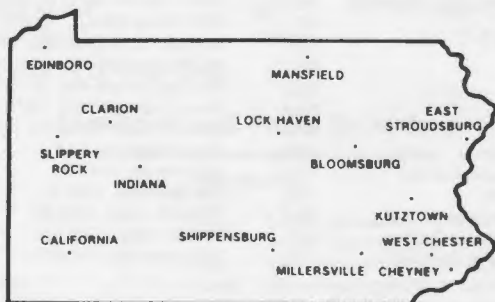 EDINBORO
MANSFIELD
CLARION
LOCK HAVEN
EAST
STROUDSBURG
SLIPPERY
ROCK
BLOOMSBURG
INDIANA
KUTZTOWN
CALIFORNIA
SHIPPENSBURG
WEST CHESTER
MILLERSVILLE
CHEYNEY